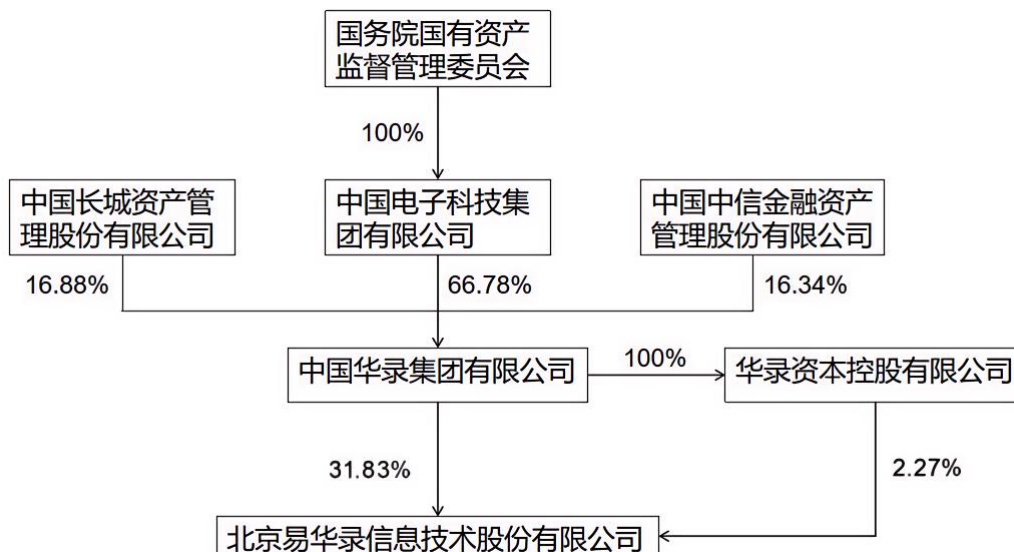 国务院国有资产
监督管理委员会
100%
中国长城资产管
理股份有限公司
中国电子科技集
团有限公司
中国中信金融资产
管理股份有限公司
16.88%
66.78%
16.34%
中国华录集团有限公司
100%
华录资本控股有限公司
31.83%
2.27%
北京易华录信息技术股份有限公司